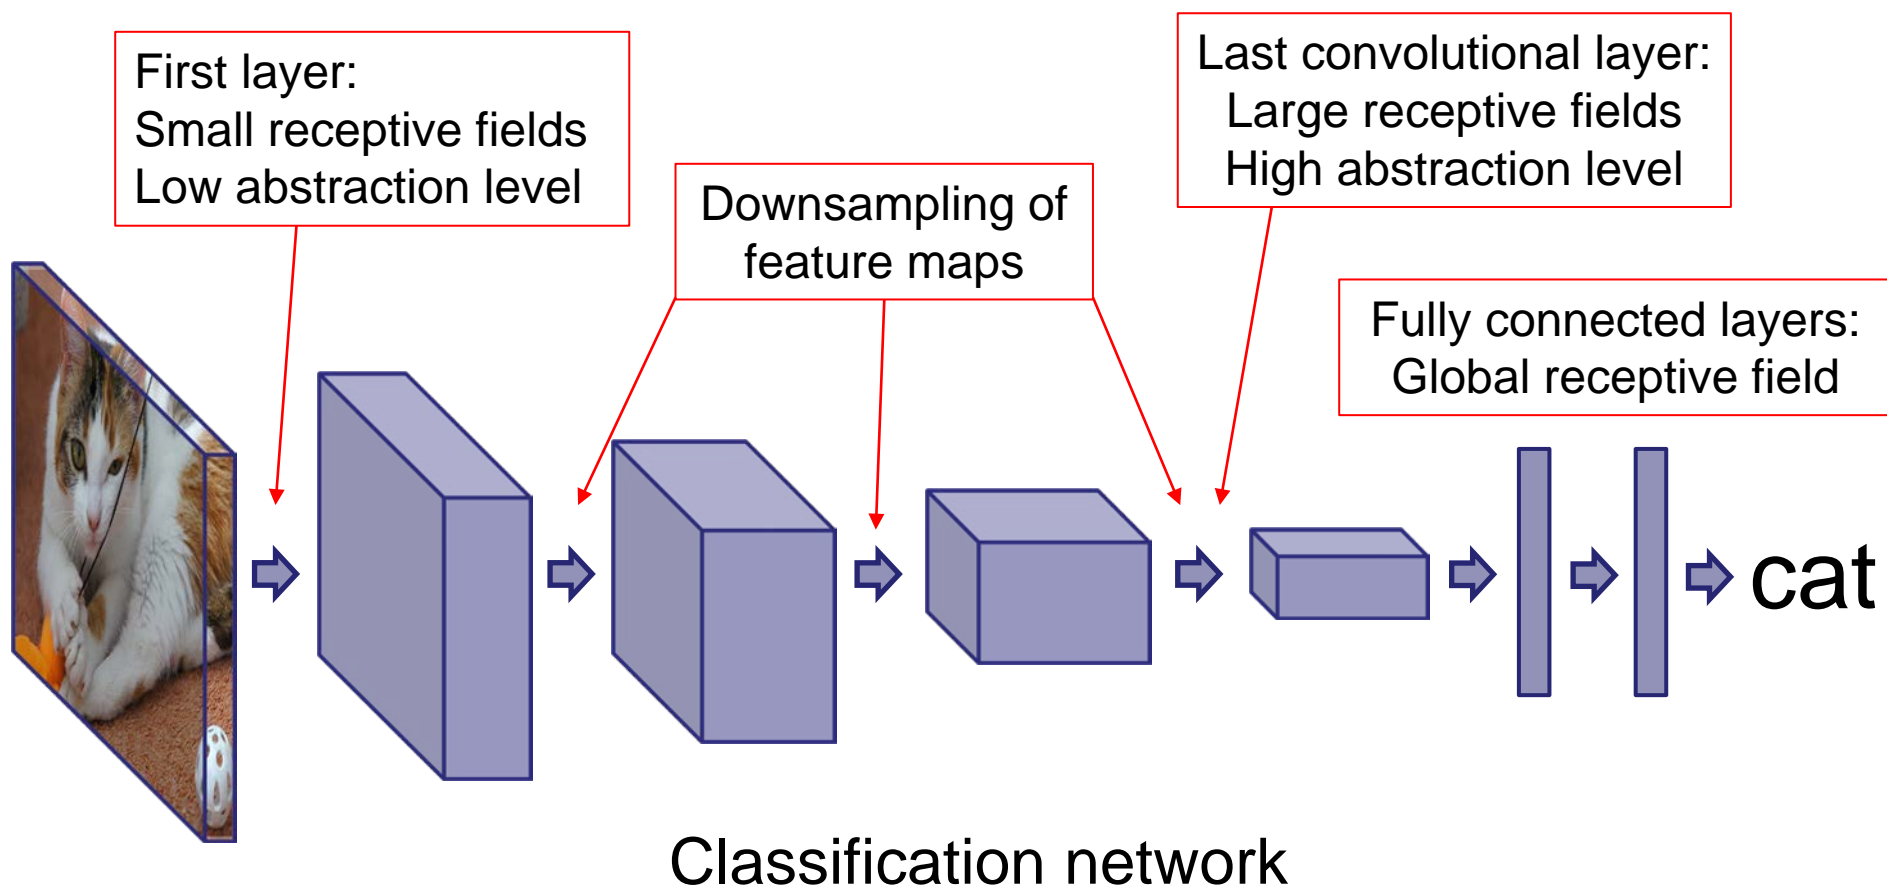 First layer:
Small receptive fields
Low abstraction level
Downsampling of
feature maps
Last convolutional layer:
Large receptive fields
High abstraction level
Fully connected layers:
Global receptive field
cat
Classification network